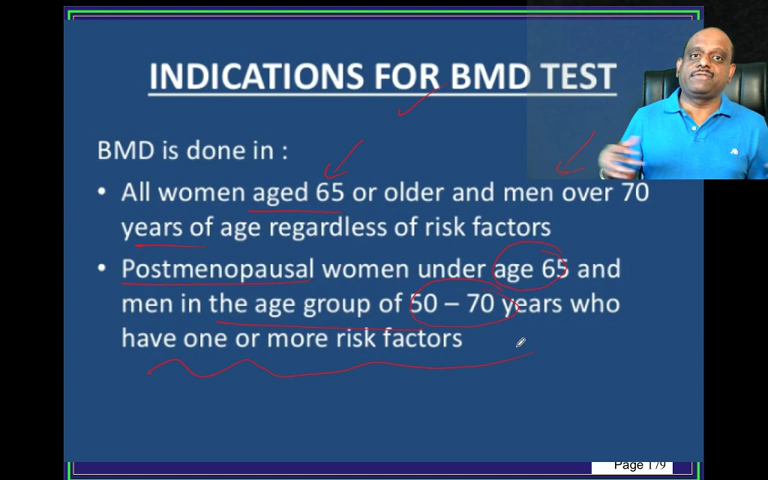 INDICATIONS FOR BMD TEST
BMD is done in :
• All women aged 65 or older and men over 70
years of age regardless of risk factors
• Postmenopausal women under age 65 and
men in the age group of 50 – 70 years who
have one or more risk factors
Page 179